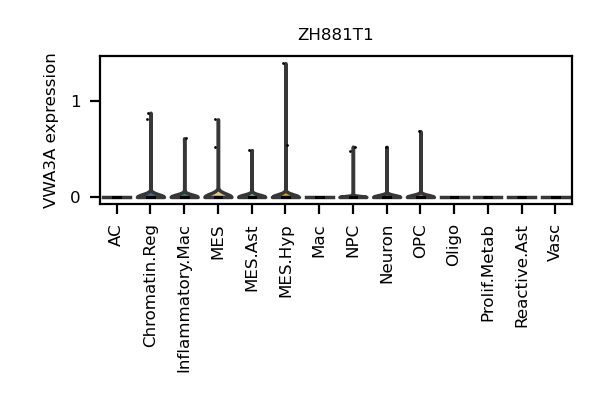 ZH881T1
VWA3A expression
1
0
AC
Chromatin.Reg
Inflammatory.Mac
MES
MES.Ast
MES.Hyp
Mac
NPC
Neuron
OPC
Oligo
Prolif.Metab
Reactive.Ast
Vasc